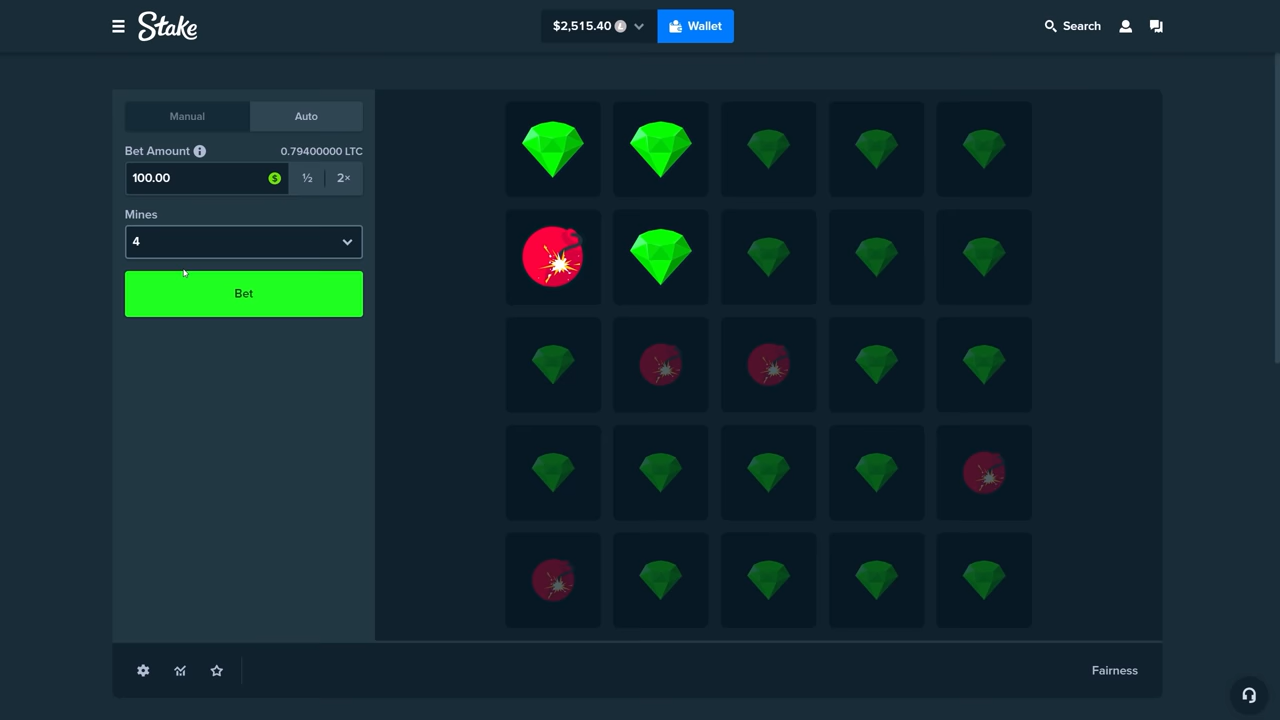 Stake
$2,515.40
Wallet
Search
Manual
Auto
Bet Amount
0.79400000 LTC
100.00
$
½
2×
Mines
4
Bet
Fairness